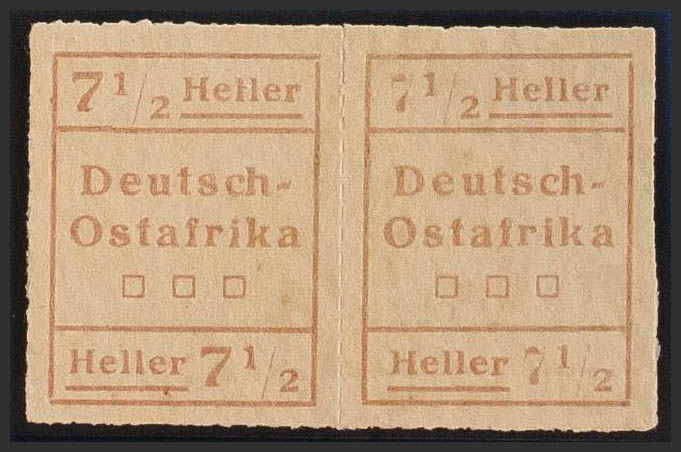 7 1/2 Heller
Deutsch-
Ostafrika
Heller 7 1/2
7 1/2 Heller
Deutsch-
Ostafrika
Heller 7 1/2